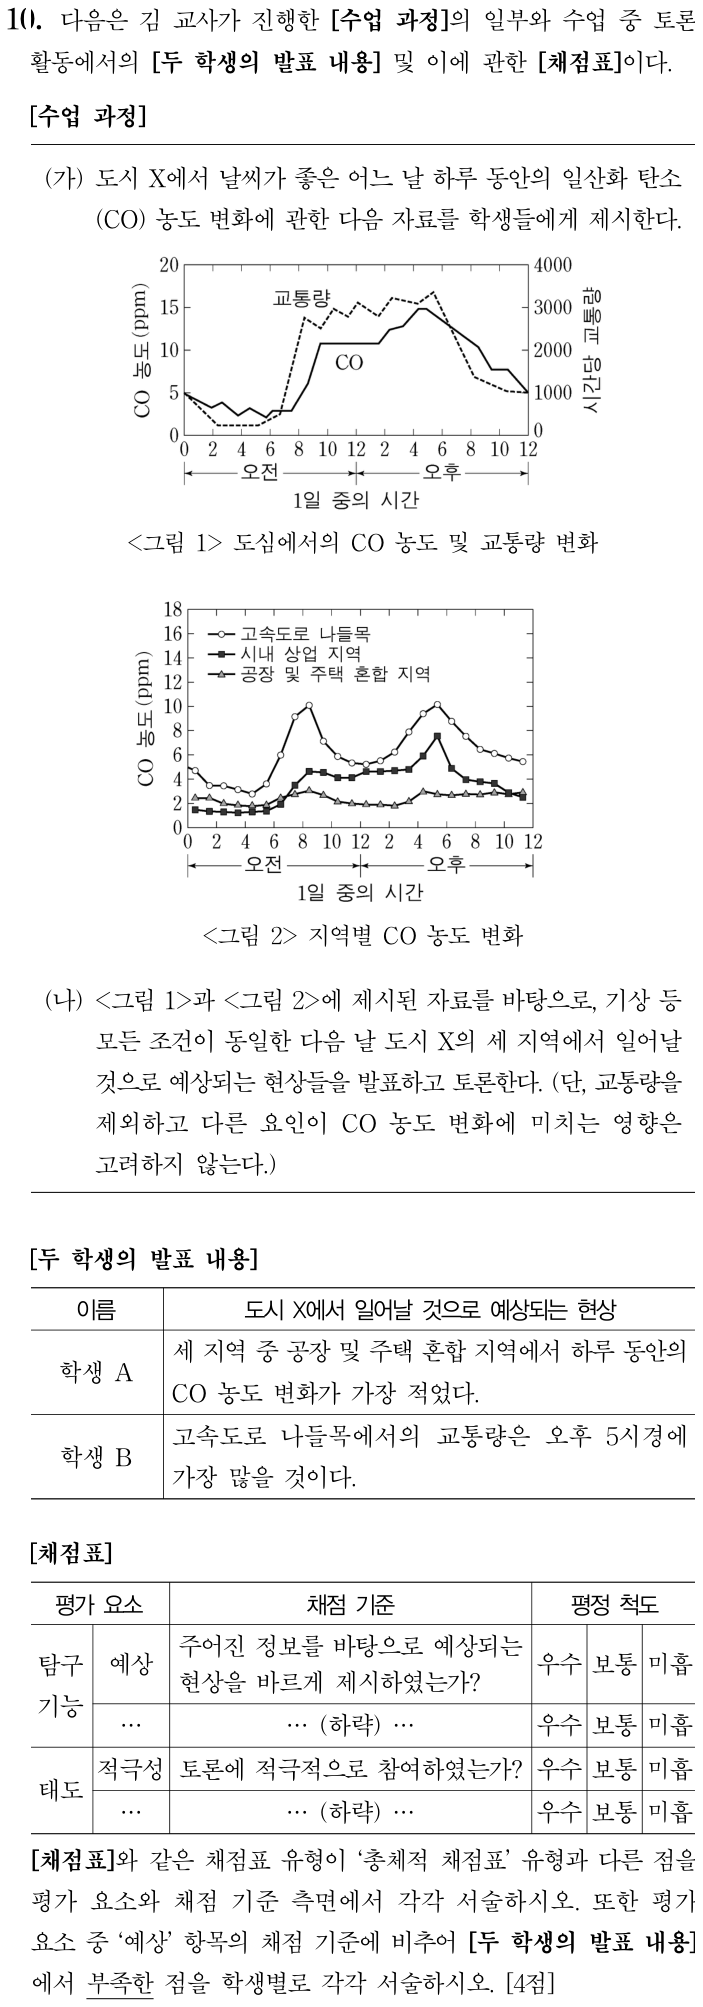 10. 다음은 김 교사가 진행한 [수업 과정]의 일부와 수업 중 토론
활동에서의 [두 학생의 발표 내용] 및 이에 관한 [채점표]이다.
[수업 과정]
(가) 도시 X에서 날씨가 좋은 어느 날 하루 동안의 일산화 탄소
(CO) 농도 변화에 관한 다음 자료를 학생들에게 제시한다.
20 4000
교통량
15 3000
10 2000
CO
5 1000
0 0
CO 농도(ppm)
시간당 교통량
0 2 4 6 8 10 12 2 4 6 8 10 12
오전 오후
1일 중의 시간
<그림 1> 도심에서의 CO 농도 및 교통량 변화
18
16 고속도로 나들목
14 시내 상업 지역
12 공장 및 주택 혼합 지역
10
8
6
4
2
0
CO 농도(ppm)
0 2 4 6 8 10 12 2 4 6 8 10 12
오전 오후
1일 중의 시간
<그림 2> 지역별 CO 농도 변화
(나) <그림 1>과 <그림 2>에 제시된 자료를 바탕으로, 기상 등
모든 조건이 동일한 다음 날 도시 X의 세 지역에서 일어날
것으로 예상되는 현상들을 발표하고 토론한다. (단, 교통량을
제외하고 다른 요인이 CO 농도 변화에 미치는 영향은
고려하지 않는다.)
[두 학생의 발표 내용]
이름 도시 X에서 일어날 것으로 예상되는 현상
학생 A 세 지역 중 공장 및 주택 혼합 지역에서 하루 동안의
CO 농도 변화가 가장 적었다.
학생 B 고속도로 나들목에서의 교통량은 오후 5시경에
가장 많을 것이다.
[채점표]
평가 요소 채점 기준 평정 척도
탐구 기능 예상 주어진 정보를 바탕으로 예상되는
현상을 바르게 제시하였는가? 우수 보통 미흡
… … (하략) … 우수 보통 미흡
태도 적극성 토론에 적극적으로 참여하였는가? 우수 보통 미흡
… … (하략) … 우수 보통 미흡
[채점표]와 같은 채점표 유형이 ‘총체적 채점표’ 유형과 다른 점을
평가 요소와 채점 기준 측면에서 각각 서술하시오. 또한 평가
요소 중 ‘예상’ 항목의 채점 기준에 비추어 [두 학생의 발표 내용]
에서 부족한 점을 학생별로 각각 서술하시오. [4점]